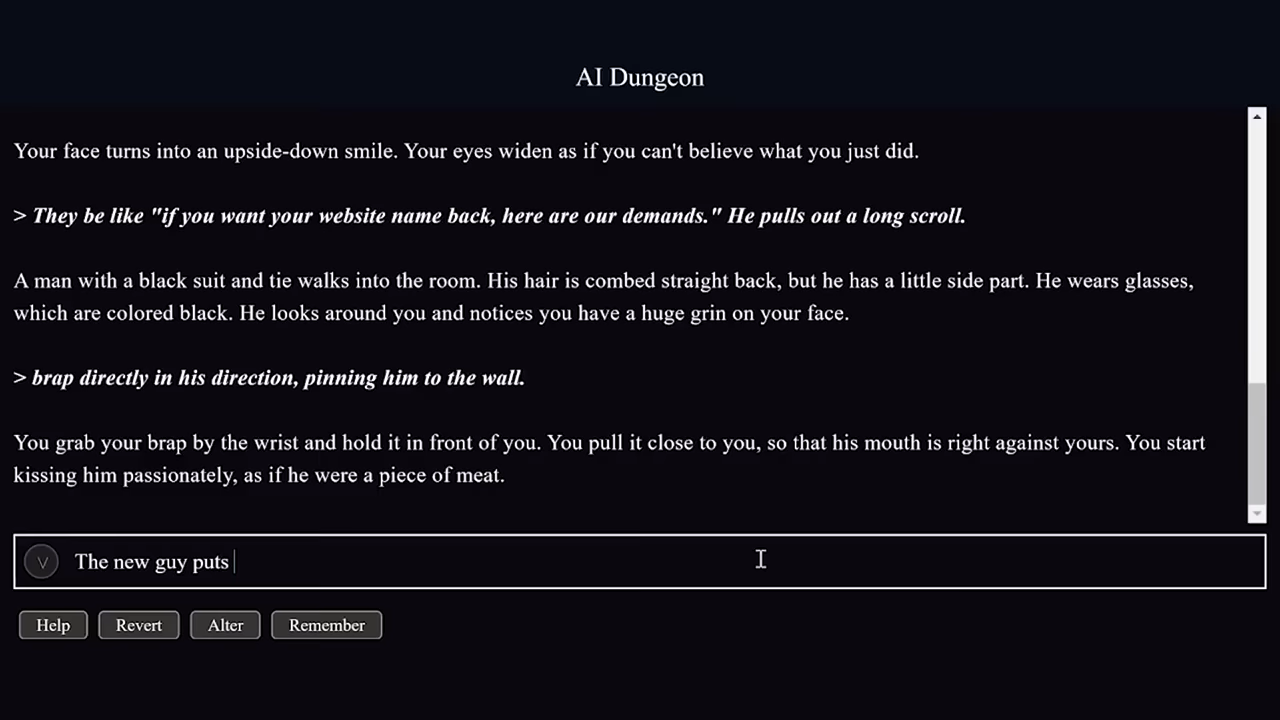 AI Dungeon
Your face turns into an upside-down smile. Your eyes widen as if you can't believe what you just did.
> They be like "if you want your website name back, here are our demands." He pulls out a long scroll.
A man with a black suit and tie walks into the room. His hair is combed straight back, but he has a little side part. He wears glasses,
which are colored black. He looks around you and notices you have a huge grin on your face.
> brap directly in his direction, pinning him to the wall.
You grab your brap by the wrist and hold it in front of you. You pull it close to you, so that his mouth is right against yours. You start
kissing him passionately, as if he were a piece of meat.
V The new guy puts
Help Revert Alter Remember